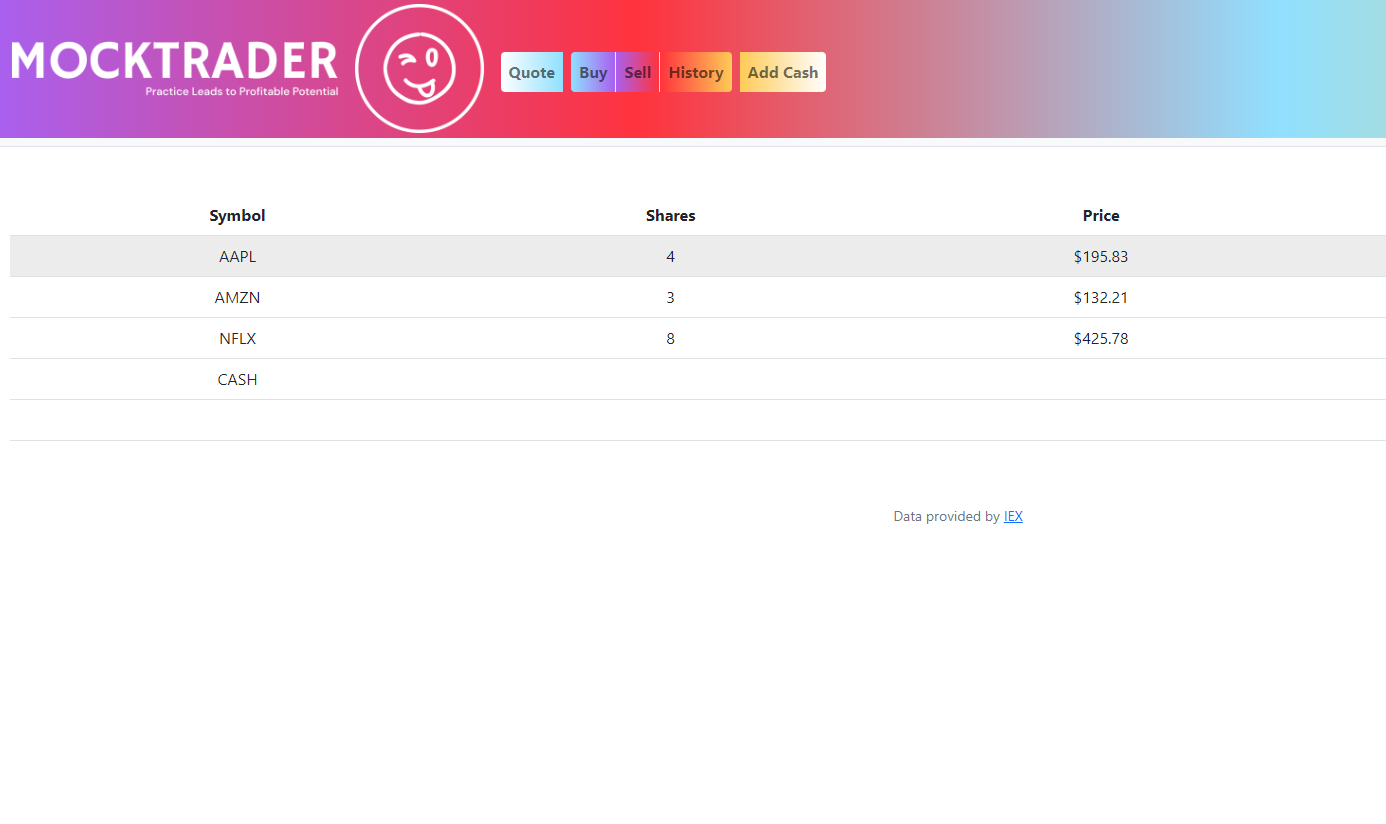 MOCKTRADER
Practice Leads to Profitable Potential
Quote Buy Sell History Add Cash
Symbol Shares Price
AAPL 4 $195.83
AMZN 3 $132.21
NFLX 8 $425.78
CASH
Data provided by IEX